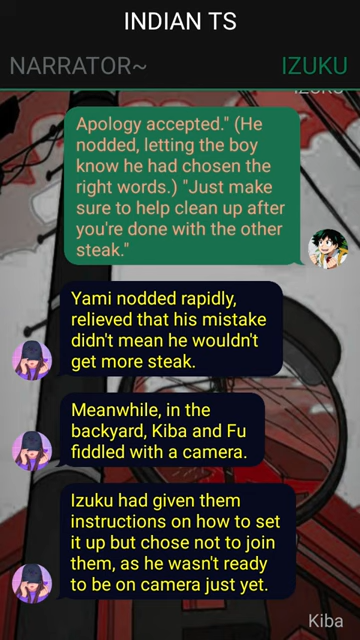 INDIAN TS
NARRATOR~
IZUKU
IZUKU
Apology accepted." (He
nodded, letting the boy
know he had chosen the
right words.) "Just make
sure to help clean up after
you're done with the other
steak."
Yami nodded rapidly,
relieved that his mistake
didn't mean he wouldn't
get more steak.
Meanwhile, in the
backyard, Kiba and Fu
fiddled with a camera.
Izuku had given them
instructions on how to set
it up but chose not to join
them, as he wasn't ready
to be on camera just yet.
Kiba